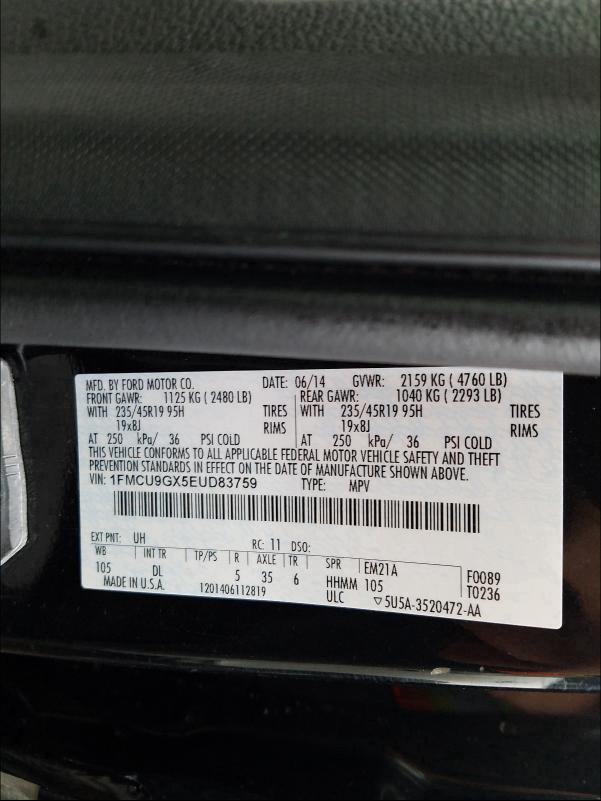 MFD. BY FORD MOTOR CO. DATE: 06/14 GVWR: 2159 KG ( 4760 LB)
FRONT GAWR: 1125 KG ( 2480 LB) REAR GAWR: 1040 KG ( 2293 LB)
WITH 235/45R19 95H TIRES WITH 235/45R19 95H TIRES
19x8J RIMS 19x8J RIMS
AT 250 kPa/ 36 PSI COLD AT 250 kPa/ 36 PSI COLD
THIS VEHICLE CONFORMS TO ALL APPLICABLE FEDERAL MOTOR VEHICLE SAFETY AND THEFT
PREVENTION STANDARDS IN EFFECT ON THE DATE OF MANUFACTURE SHOWN ABOVE.
VIN: 1FMCU9GX5EUD83759 TYPE: MPV
EXT PNT: UH RC: 11 DSO:
WB INT TR TP/PS R AXLE TR SPR EM21A F0089
105 DL 5 35 6 HHMM 105 T0236
MADE IN U.S.A. 1201406112819 ULC ▽5U5A-3520472-AA